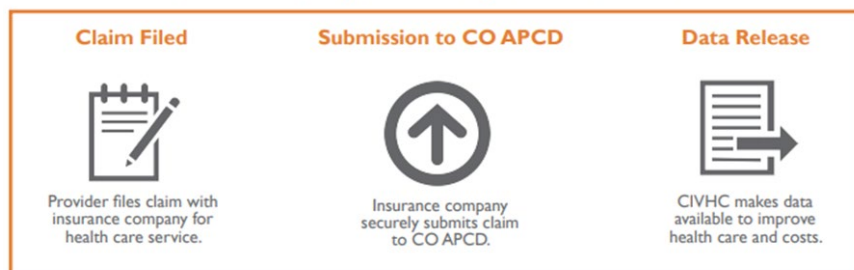 Claim Filed
Submission to CO APCD
Data Release
Provider files claim with
insurance company for
health care service.
Insurance company
securely submits claim
to CO APCD.
CIVHC makes data
available to improve
health care and costs.